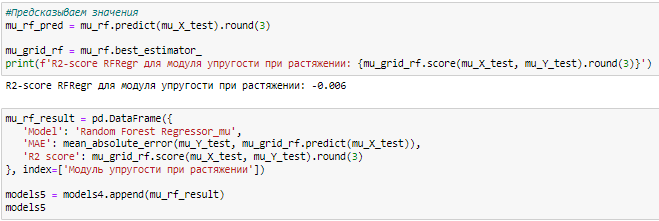 #Предсказываем значения
mu_rf_pred = mu_rf.predict(mu_X_test).round(3)
mu_grid_rf = mu_rf.best_estimator_
print(f'R2-score RFRegr для модуля упругости при растяжении: {mu_grid_rf.score(mu_X_test, mu_Y_test).round(3)}')
R2-score RFRegr для модуля упругости при растяжении: -0.006
mu_rf_result = pd.DataFrame({
'Model': 'Random Forest Regressor_mu',
'MAE': mean_absolute_error(mu_Y_test, mu_grid_rf.predict(mu_X_test)),
'R2 score': mu_grid_rf.score(mu_X_test, mu_Y_test).round(3)
}, index=['Модуль упругости при растяжении'])
models5 = models4.append(mu_rf_result)
models5